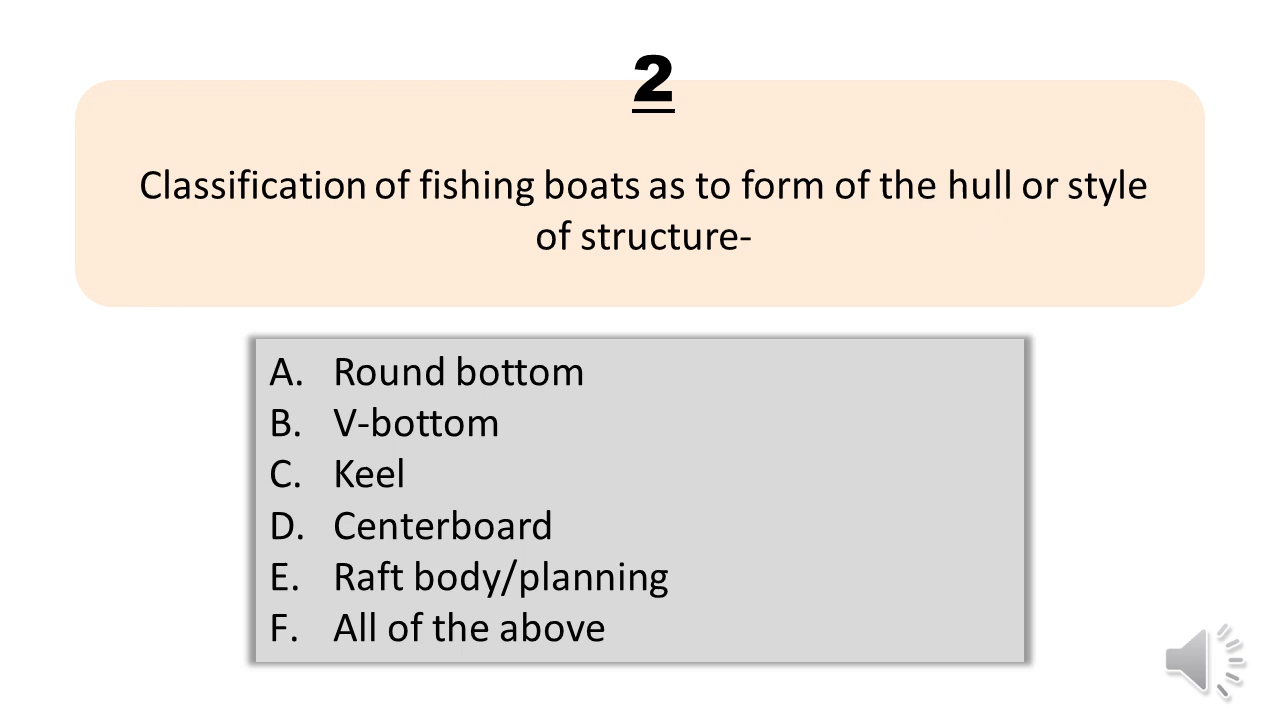 2
Classification of fishing boats as to form of the hull or style
of structure-
A. Round bottom
B. V-bottom
C. Keel
D. Centerboard
E. Raft body/planning
F. All of the above